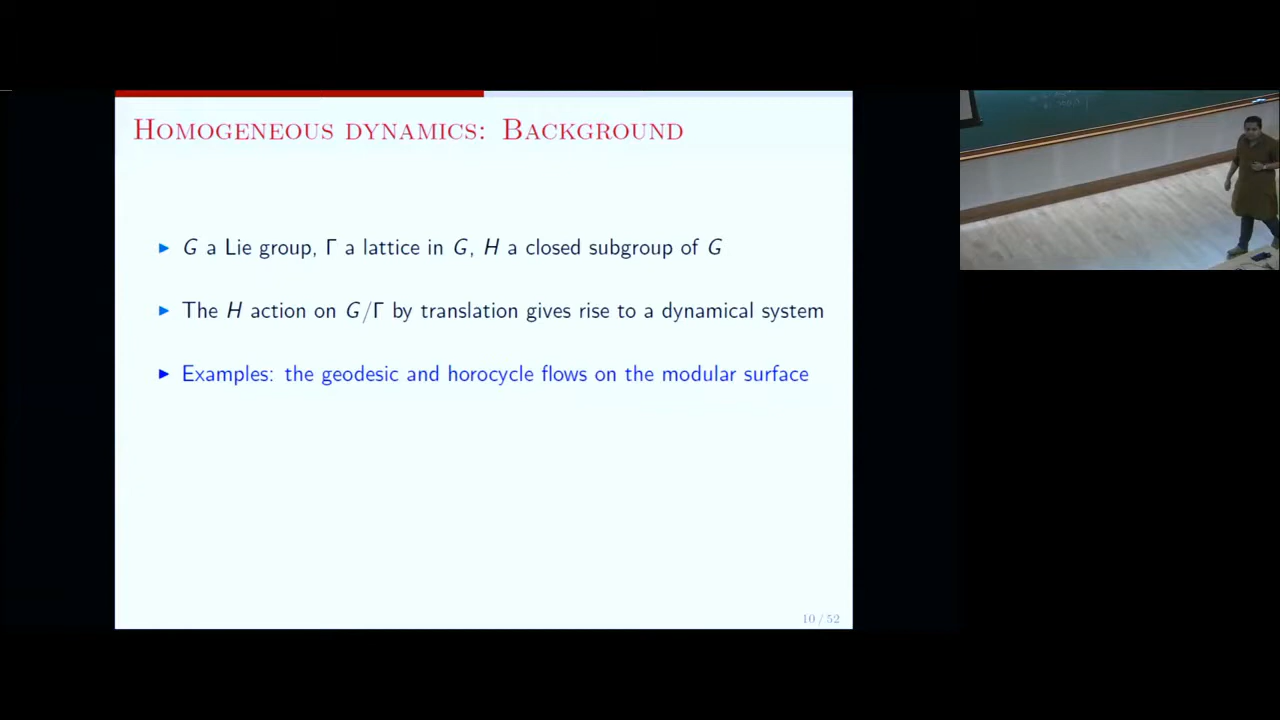 Homogeneous dynamics: Background
▶ G a Lie group, Γ a lattice in G, H a closed subgroup of G
▶ The H action on G/Γ by translation gives rise to a dynamical system
▶ Examples: the geodesic and horocycle flows on the modular surface
10 / 52